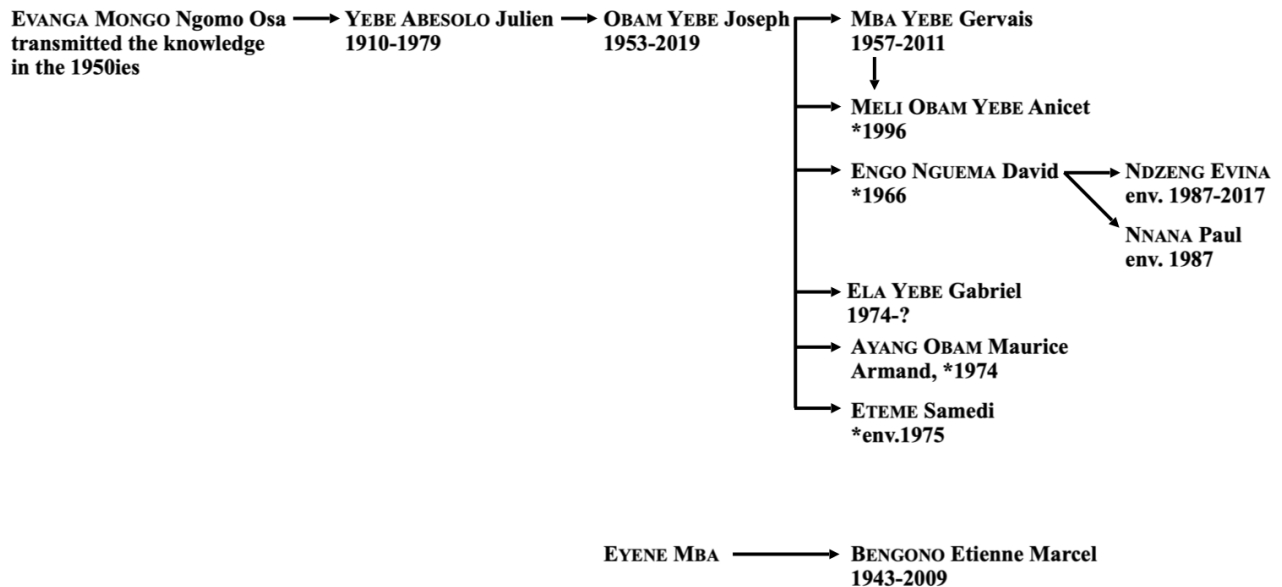 EVANGA MONGO Ngomo Osa
transmitted the knowledge
in the 1950ies
YEBE ABESOLO Julien
1910-1979
OBAM YEBE Joseph
1953-2019
MBA YEBE Gervais
1957-2011
MELI OBAM YEBE Anicet
*1996
ENGO NGUEMA David
*1966
NDZENG EVINA
env. 1987-2017
NNANA Paul
env. 1987
ELA YEBE Gabriel
1974-?
AYANG OBAM Maurice
Armand, *1974
ETEME Samedi
*env.1975
EYENE MBA
BENGONO Etienne Marcel
1943-2009